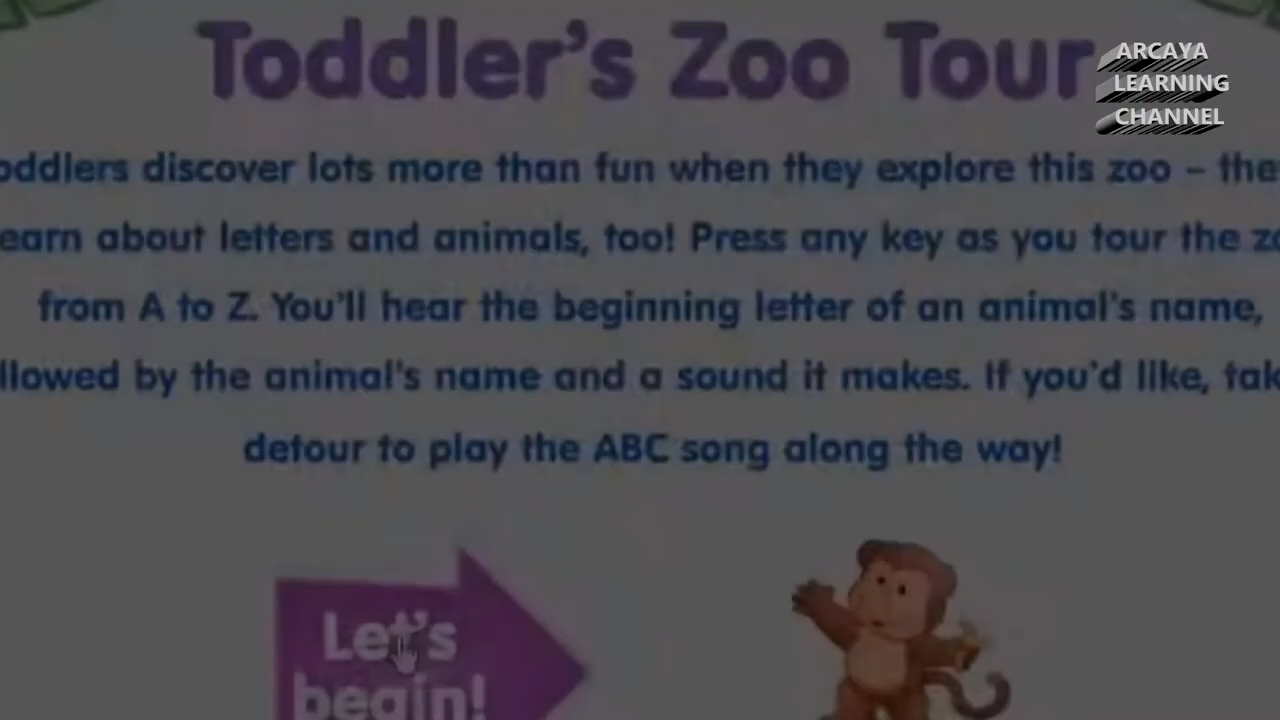 Toddler's Zoo Tour
ARCAYA
LEARNING
CHANNEL
oddlers discover lots more than fun when they explore this zoo – the
earn about letters and animals, too! Press any key as you tour the z
from A to Z. You'll hear the beginning letter of an animal's name,
llowed by the animal's name and a sound it makes. If you'd like, tak
detour to play the ABC song along the way!
Let's
begin!